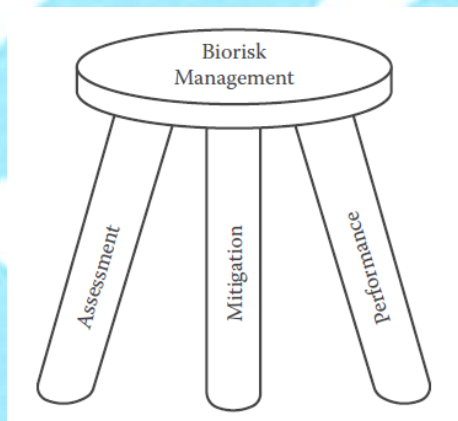 Biorisk
Management
Assessment
Mitigation
Performance